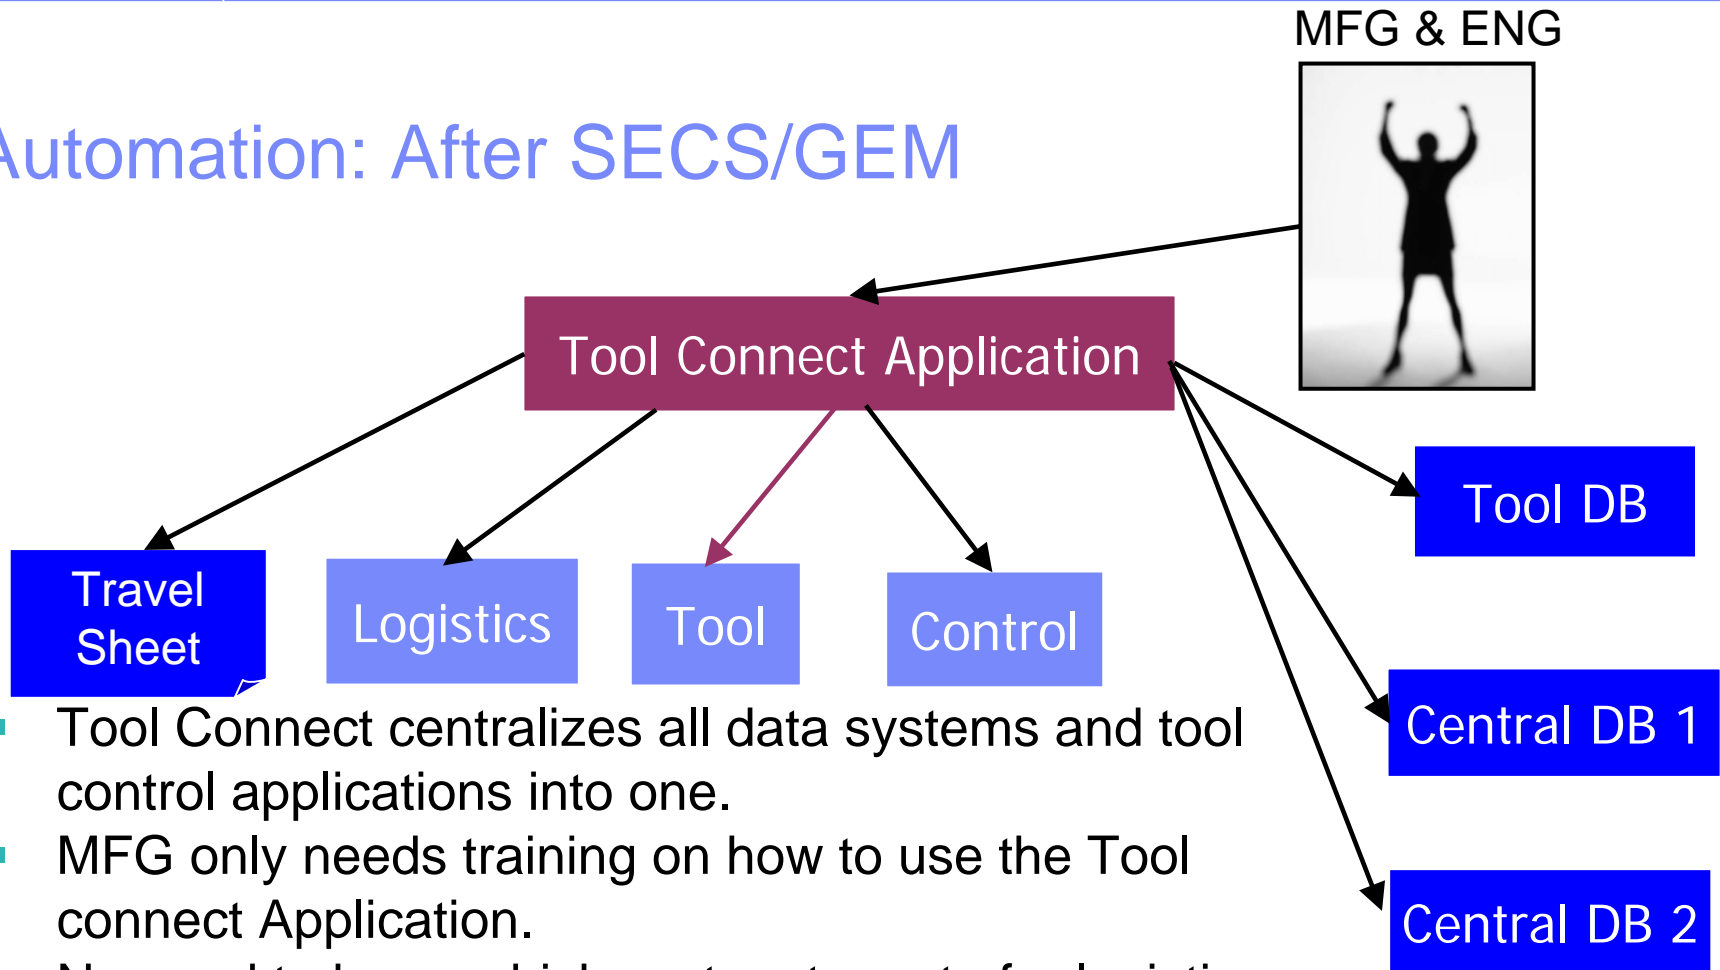 MFG & ENG
Automation: After SECS/GEM
Tool Connect Application
Tool DB
Travel
Sheet
Logistics
Tool
Control
Central DB 1
Central DB 2
Tool Connect centralizes all data systems and tool
control applications into one.
MFG only needs training on how to use the Tool
connect Application.